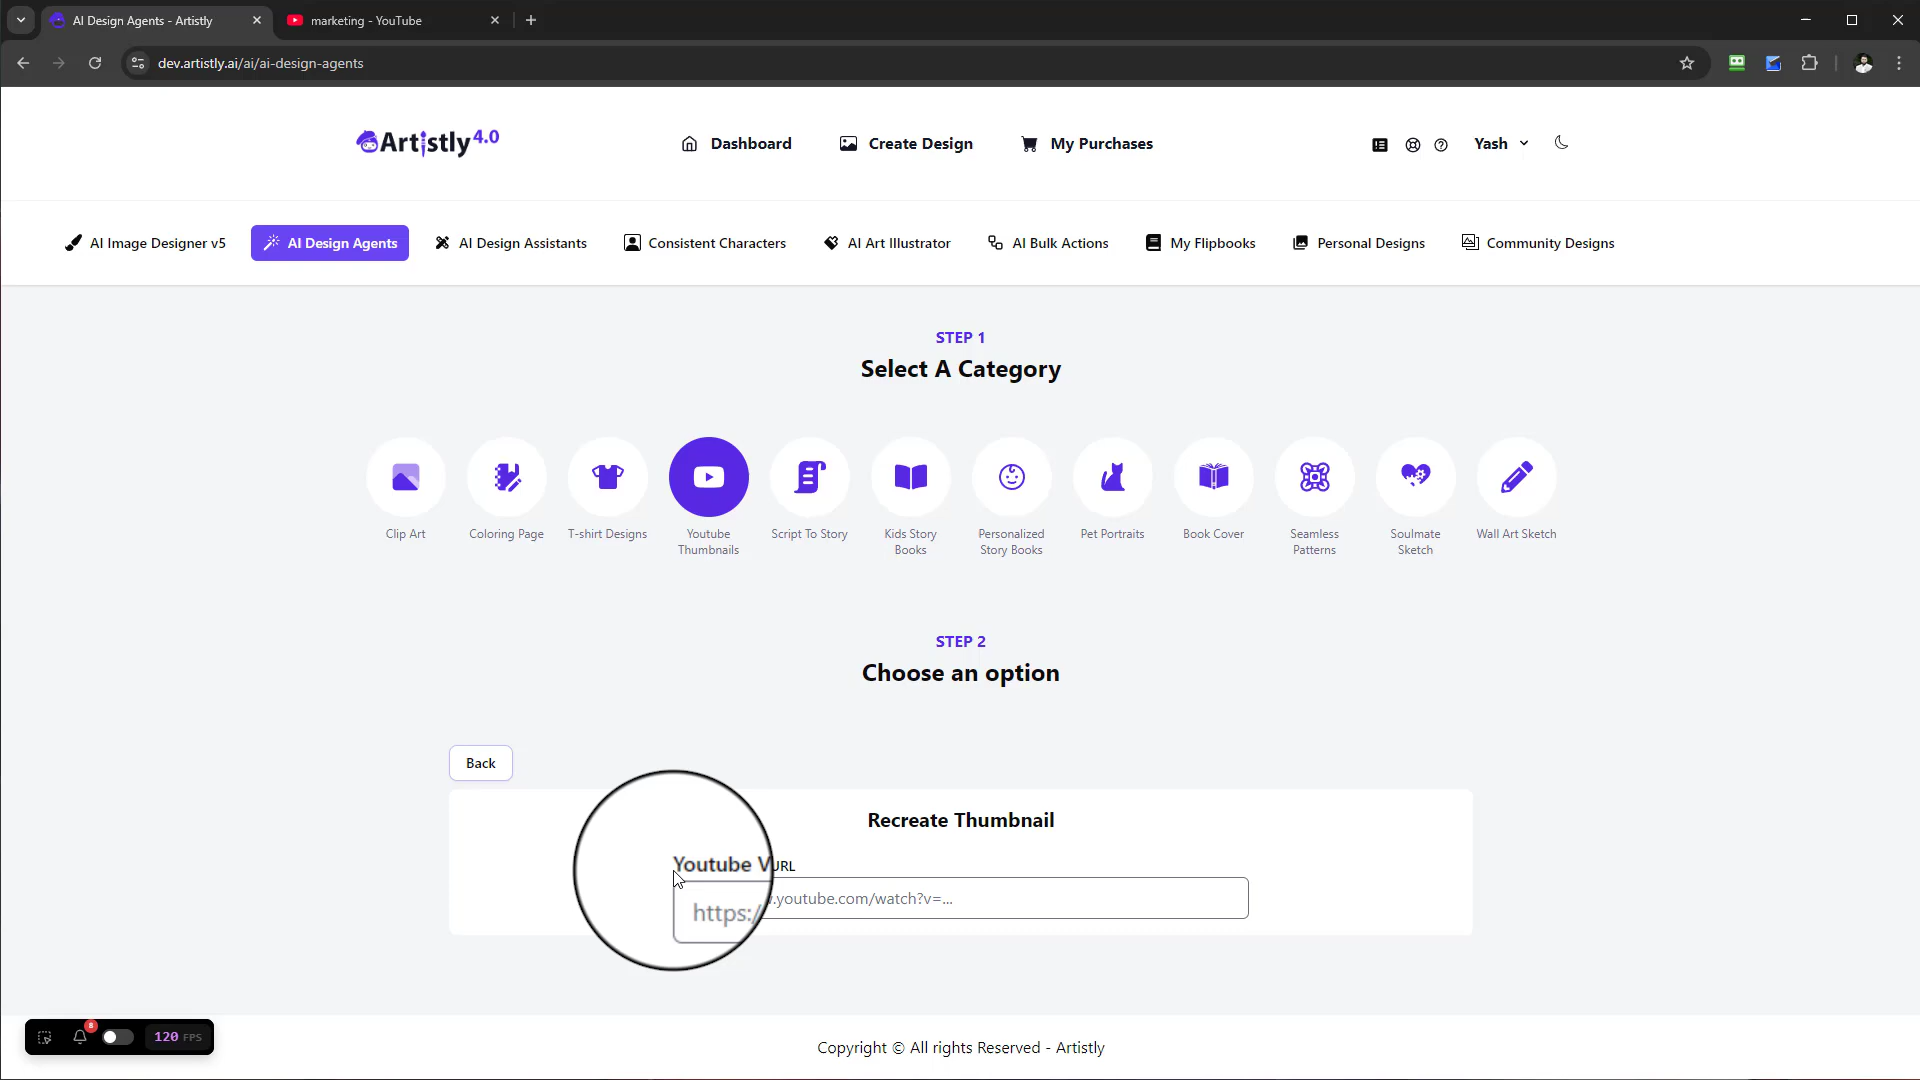 AI Design Agents - Artistly
marketing - YouTube
dev.artistly.ai/ai/ai-design-agents
Artistly 4.0
Dashboard
Create Design
My Purchases
Yash
AI Image Designer v5
AI Design Agents
AI Design Assistants
Consistent Characters
AI Art Illustrator
AI Bulk Actions
My Flipbooks
Personal Designs
Community Designs
STEP 1
Select A Category
Clip Art
Coloring Page
T-shirt Designs
Youtube
Thumbnails
Script To Story
Kids Story
Books
Personalized
Story Books
Pet Portraits
Book Cover
Seamless
Patterns
Soulmate
Sketch
Wall Art Sketch
STEP 2
Choose an option
Back
Recreate Thumbnail
Youtube V URL
https:/ .youtube.com/watch?v=...
8
120 FPS
Copyright © All rights Reserved - Artistly